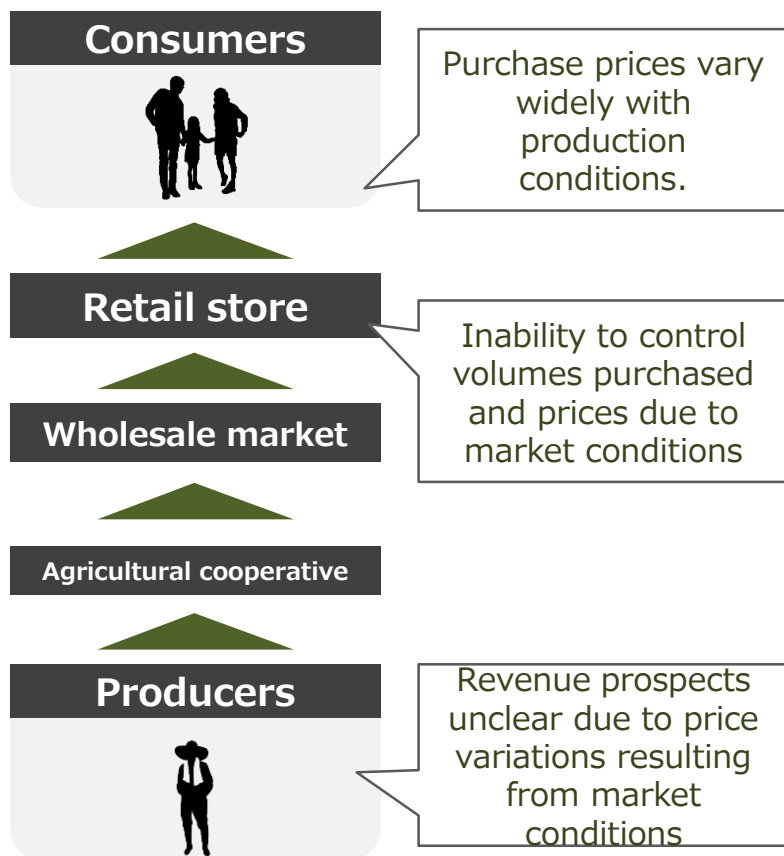 Consumers
Purchase prices vary
widely with
production
conditions.
Retail store
Inability to control
volumes purchased
and prices due to
market conditions
Wholesale market
Agricultural cooperative
Producers
Revenue prospects
unclear due to price
variations resulting
from market
conditions